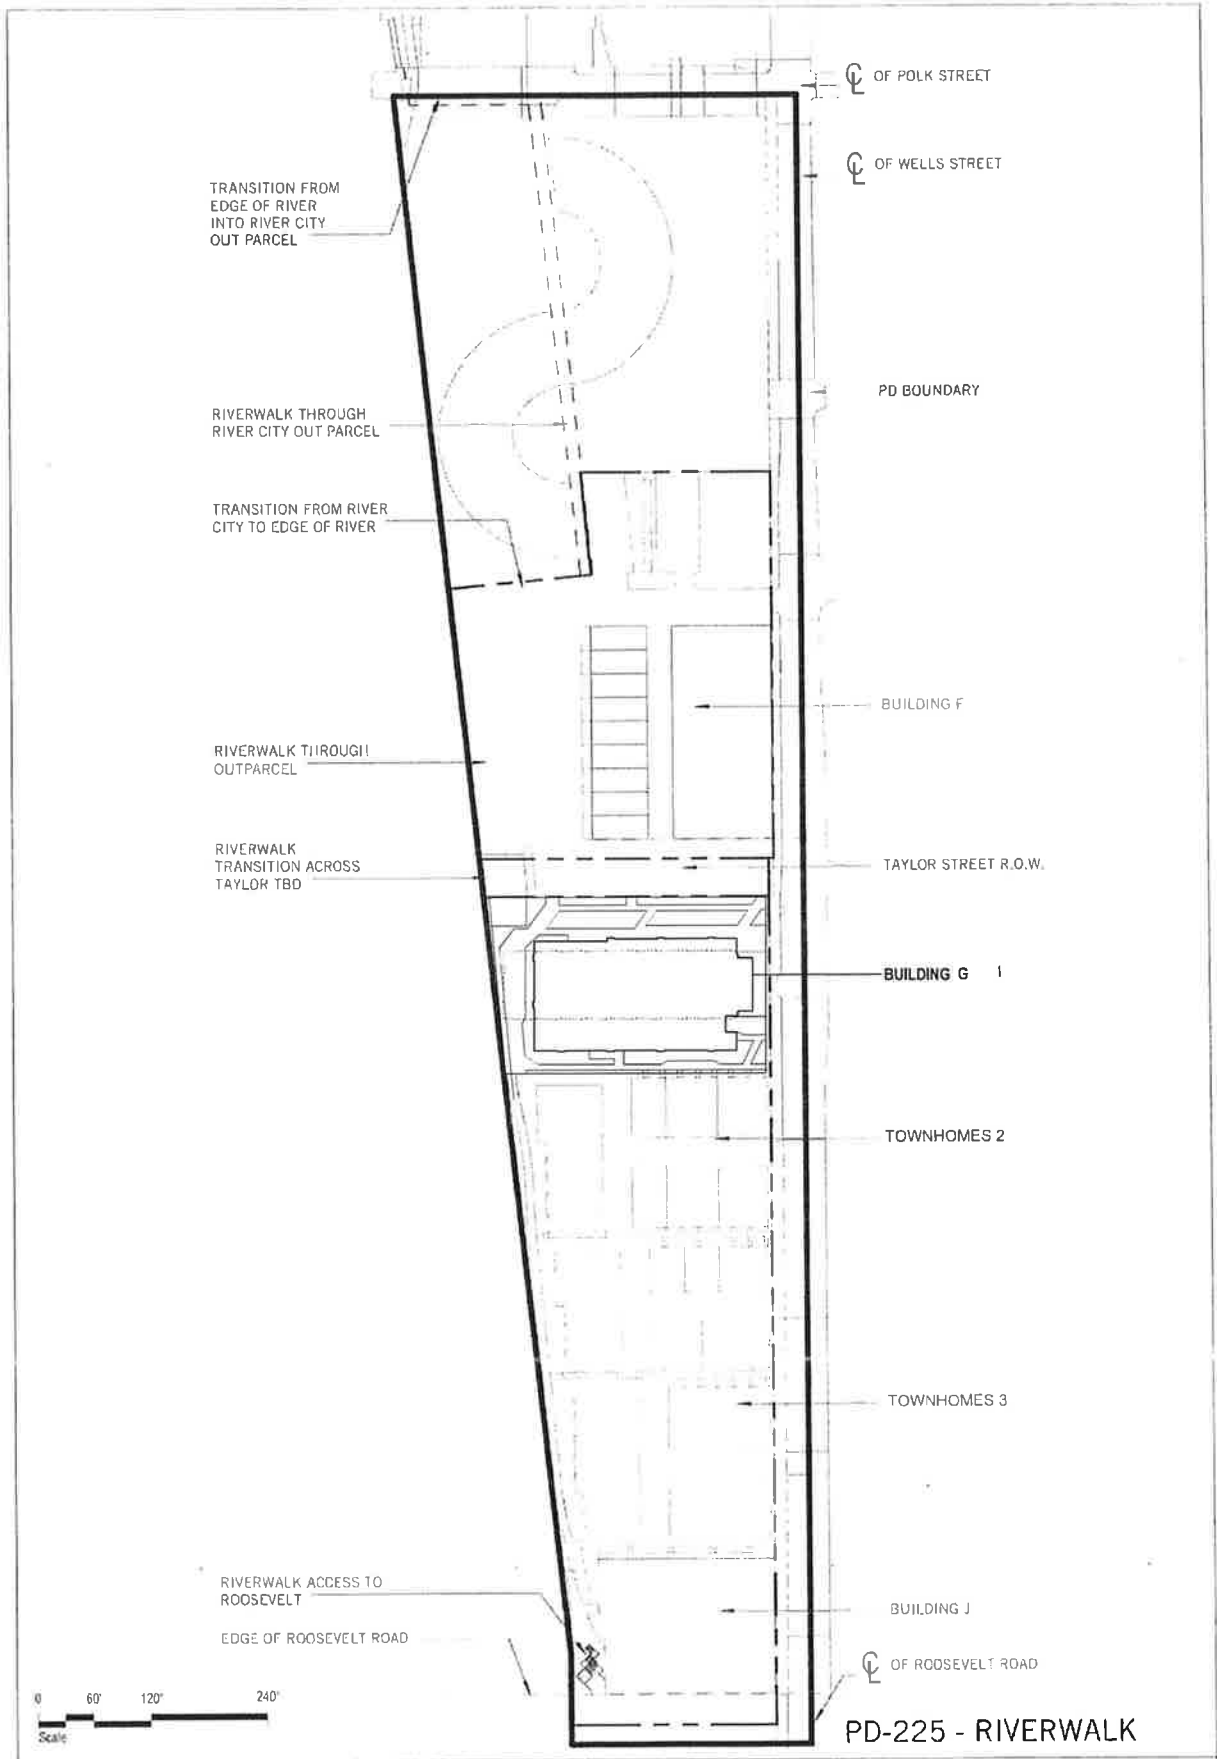 ℄ OF POLK STREET
℄ OF WELLS STREET
TRANSITION FROM
EDGE OF RIVER
INTO RIVER CITY
OUT PARCEL
PD BOUNDARY
RIVERWALK THROUGH
RIVER CITY OUT PARCEL
TRANSITION FROM RIVER
CITY TO EDGE OF RIVER
BUILDING F
RIVERWALK THROUGH
OUTPARCEL
RIVERWALK
TRANSITION ACROSS
TAYLOR TBD
TAYLOR STREET R.O.W.
BUILDING G 1
TOWNHOMES 2
TOWNHOMES 3
RIVERWALK ACCESS TO
ROOSEVELT
BUILDING J
EDGE OF ROOSEVELT ROAD
℄ OF ROOSEVELT ROAD
0 60' 120' 240'
Scale
PD-225 - RIVERWALK